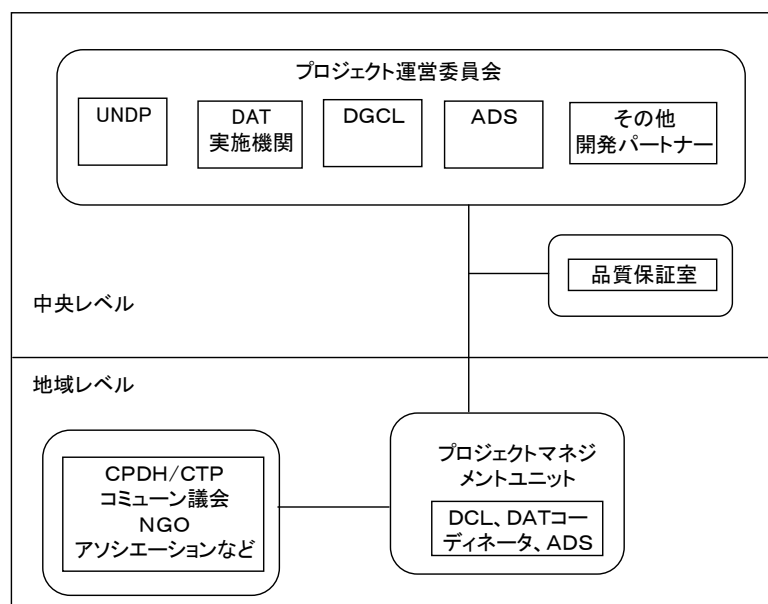 プロジェクト運営委員会
UNDP
DAT
実施機関
DGCL
ADS
その他
開発パートナー
品質保証室
中央レベル
地域レベル
CPDH/CTP
コミューン議会
NGO
アソシエーションなど
プロジェクトマネジ
メントユニット
DCL、DATコー
ディネータ、ADS